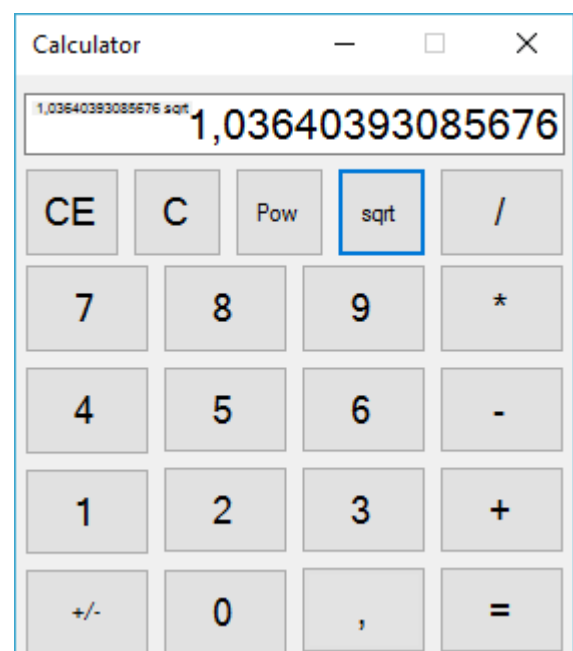 Calculator
1,03640393085676 sqrt
1,03640393085676
CE C Pow sqrt /
7 8 9 *
4 5 6 -
1 2 3 +
+/- 0 , =